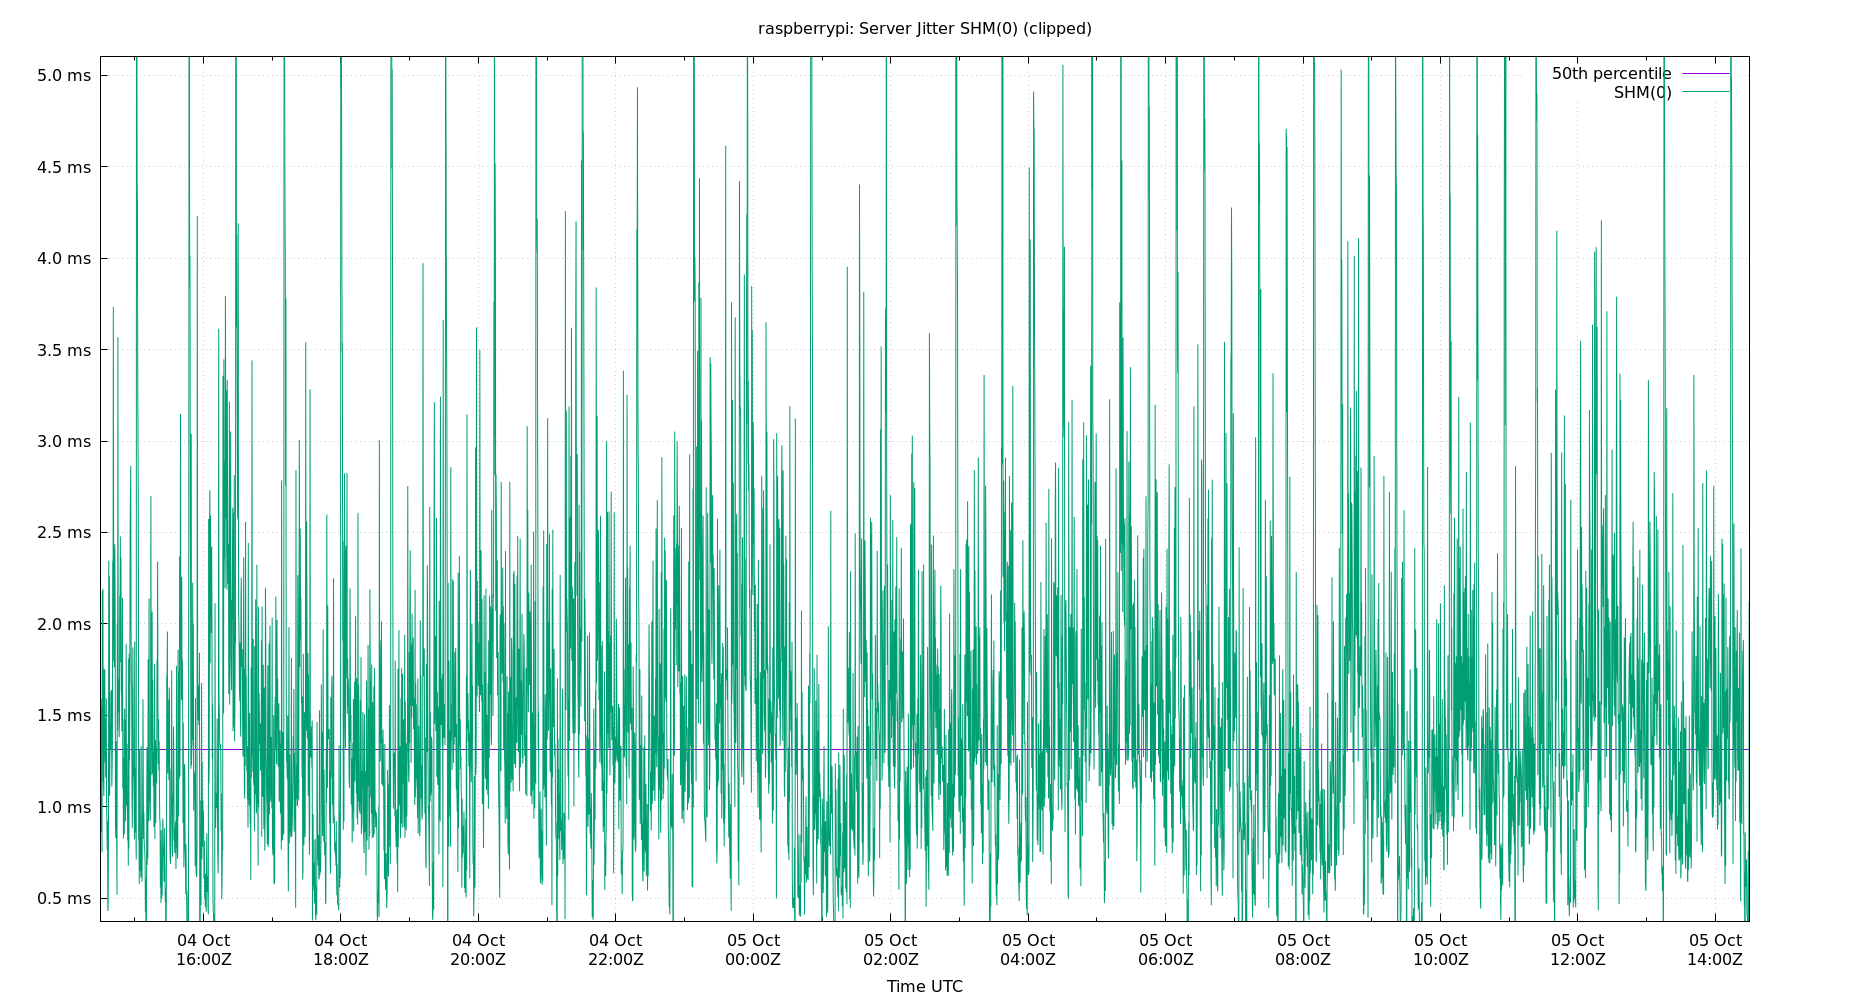 raspberrypi: Server Jitter SHM(0) (clipped)
50th percentile
SHM(0)
5.0 ms
4.5 ms
4.0 ms
3.5 ms
3.0 ms
2.5 ms
2.0 ms
1.5 ms
1.0 ms
0.5 ms
04 Oct 04 Oct 04 Oct 04 Oct 05 Oct 05 Oct 05 Oct 05 Oct 05 Oct 05 Oct 05 Oct 05 Oct
16:00Z 18:00Z 20:00Z 22:00Z 00:00Z 02:00Z 04:00Z 06:00Z 08:00Z 10:00Z 12:00Z 14:00Z
Time UTC